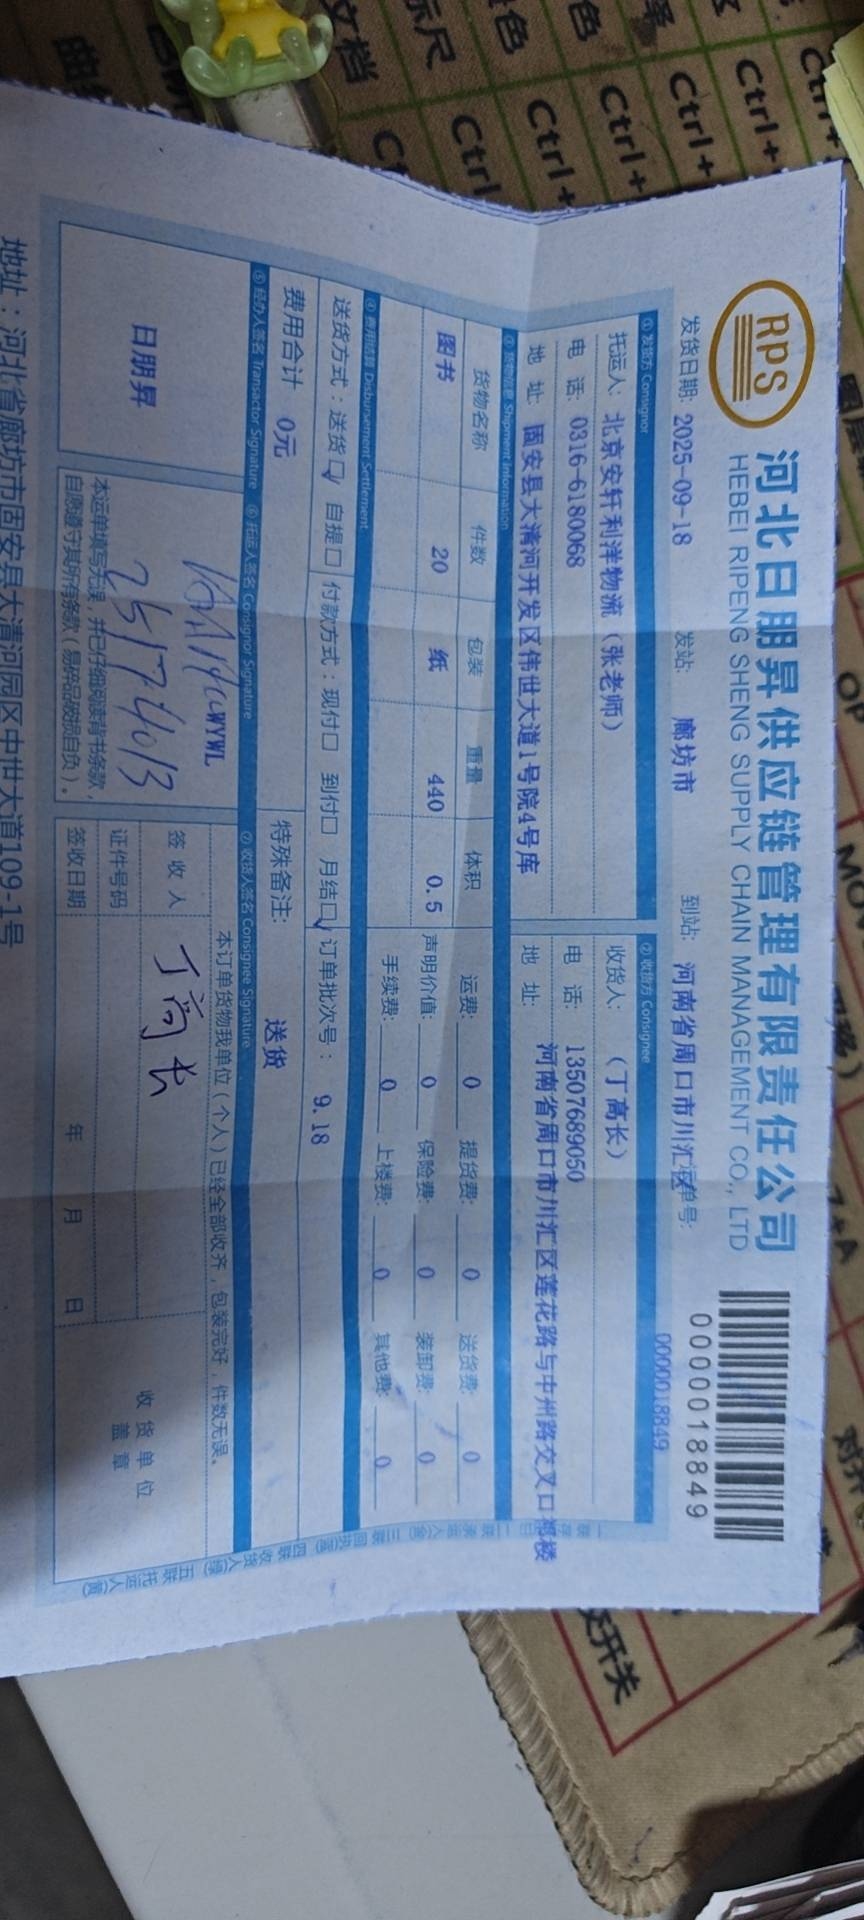 RPS
河北日朋昇供应链管理有限责任公司
HEBEI RIPENG SHENG SUPPLY CHAIN MANAGEMENT CO., LTD
0000018849
发货日期: 2025-09-18 发站: 廊坊市 到站: 河南省周口市川汇区 运单号: 0000018849
① 发货方 Consignor ② 收货方 Consignee
托运人: 北京安轩利洋物流（张老师） 收货人: （丁高长）
电 话: 0316-6180068 电 话: 13507689050
地 址: 固安县大清河开发区伟世大道1号院4号库 地 址: 河南省周口市川汇区莲花路与中州路交叉口
③ 货物信息 Shipment Information
货物名称 件数 包装 重量 体积 运费: 0 提货费: 0 送货费: 0
图书 20 纸 440 0.5 声明价值: 0 保险费: 0 装卸费: 0
手续费: 0 上楼费: 0 其他费: 0
④ 费用结算 Disbursement Settlement
送货方式：送货☑ 自提□ 付款方式：现付□ 到付□ 月结☑ 订单批次号： 9.18
费用合计 0元 特殊备注: 送货
⑤ 经办人签名 Transactor Signature ⑥ 托运人签名 Consignor Signature ⑦ 收货人签名 Consignee Signature
日朋昇
WYWL
25174013
本运单填写无误，并已仔细阅读背书条款，
自愿遵守其所有条款（易碎品破损自负）。
本订单货物我单位（个人）已经全部收齐，包装完好，件数无误。
签 收 人 丁高长
证件号码
签收日期 年 月 日
收 货 单 位
盖 章
地址：河北省廊坊市固安县大清河园区中世大道109-1号
文档
标尺
色
Ctrl+
Ctrl+
Ctrl+
Ctrl+
Ctrl+
开关